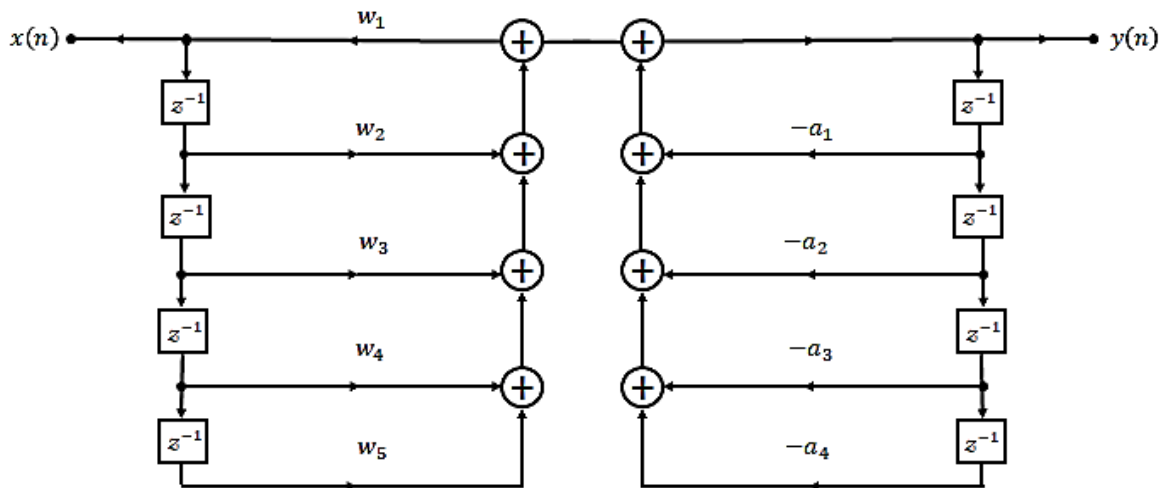 x(n) w₁ + + y(n)
z⁻¹ z⁻¹
w₂ + + −a₁
z⁻¹ z⁻¹
w₃ + + −a₂
z⁻¹ z⁻¹
w₄ + + −a₃
z⁻¹ z⁻¹
w₅ −a₄